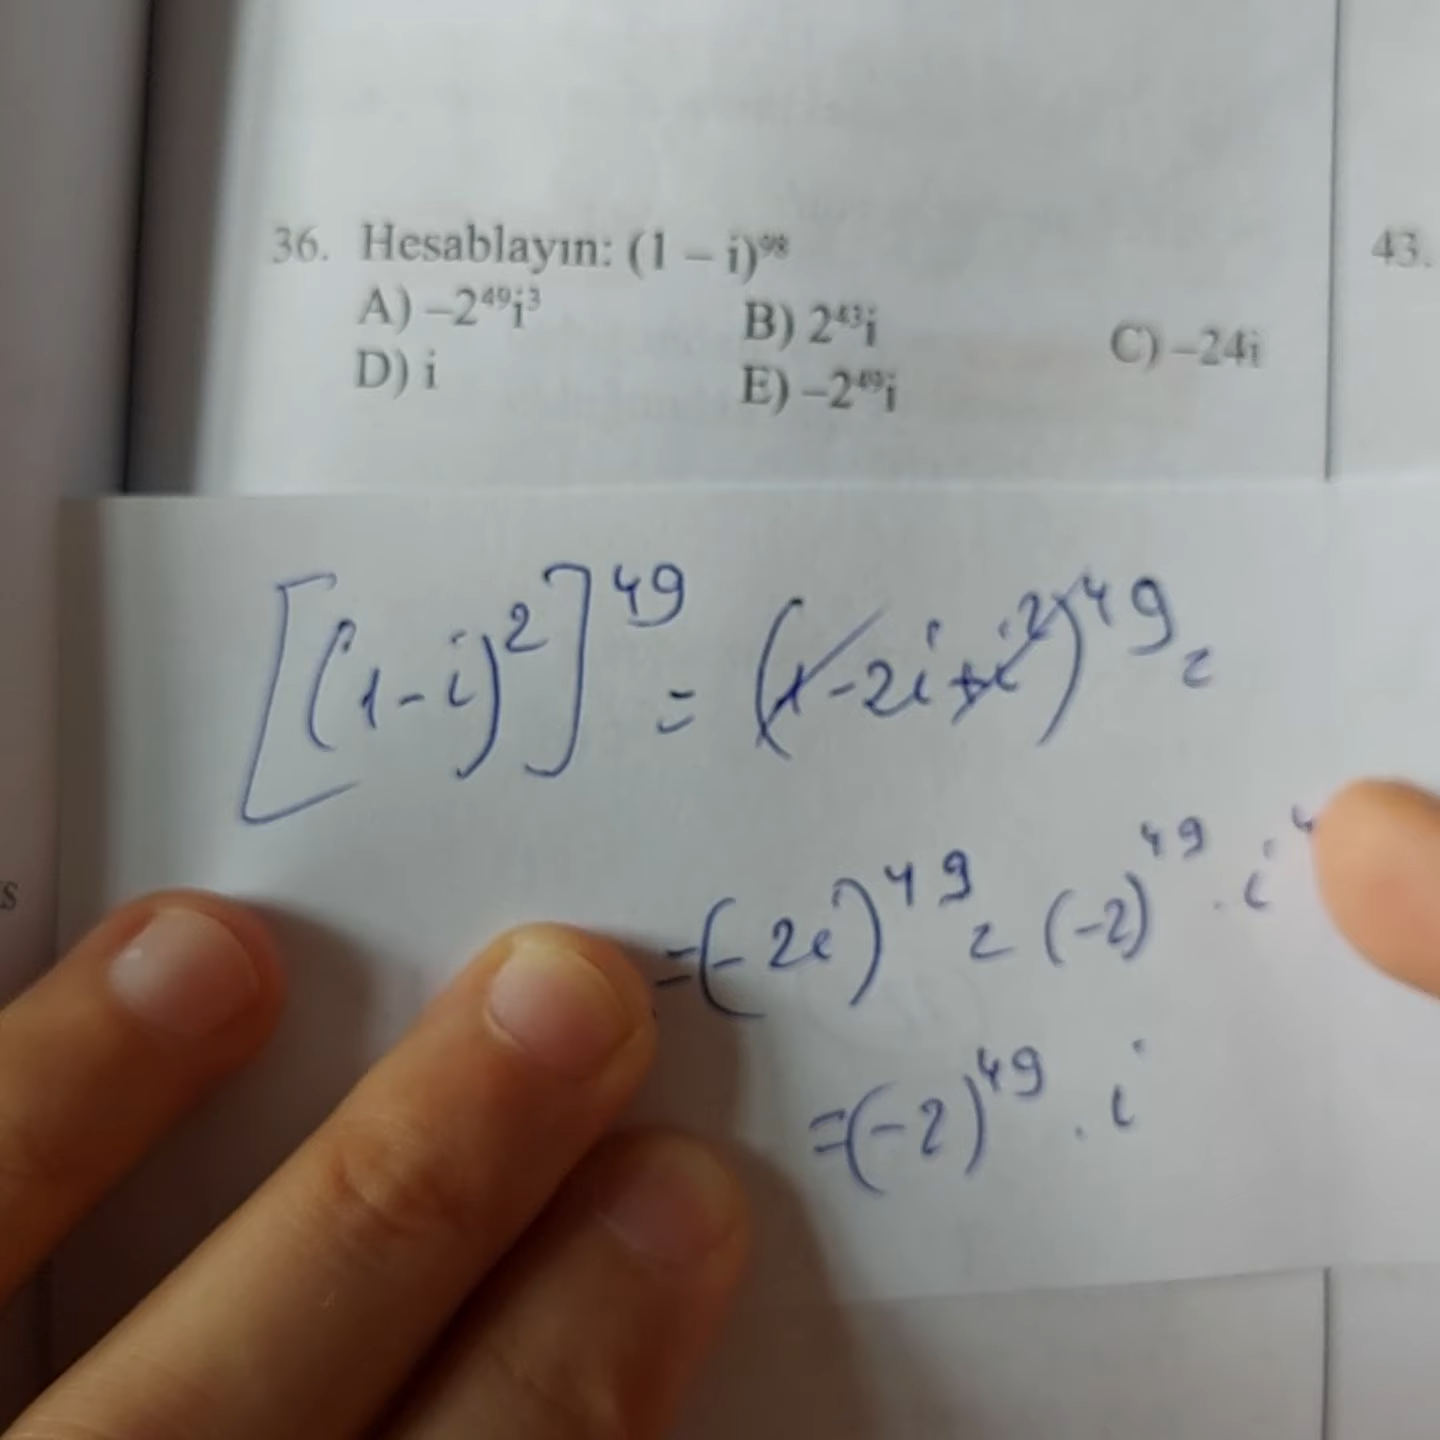 36. Hesablayın: (1 – i)⁹⁸
43.
A) –2⁴⁹i³ B) 2⁴³i C) –24i
D) i E) –2⁴⁹i
[(1-i)²]⁴⁹ = (1-2i+i²)⁴⁹ =
=(-2i)⁴⁹ = (-2)⁴⁹ · i⁴
=(-2)⁴⁹ · i